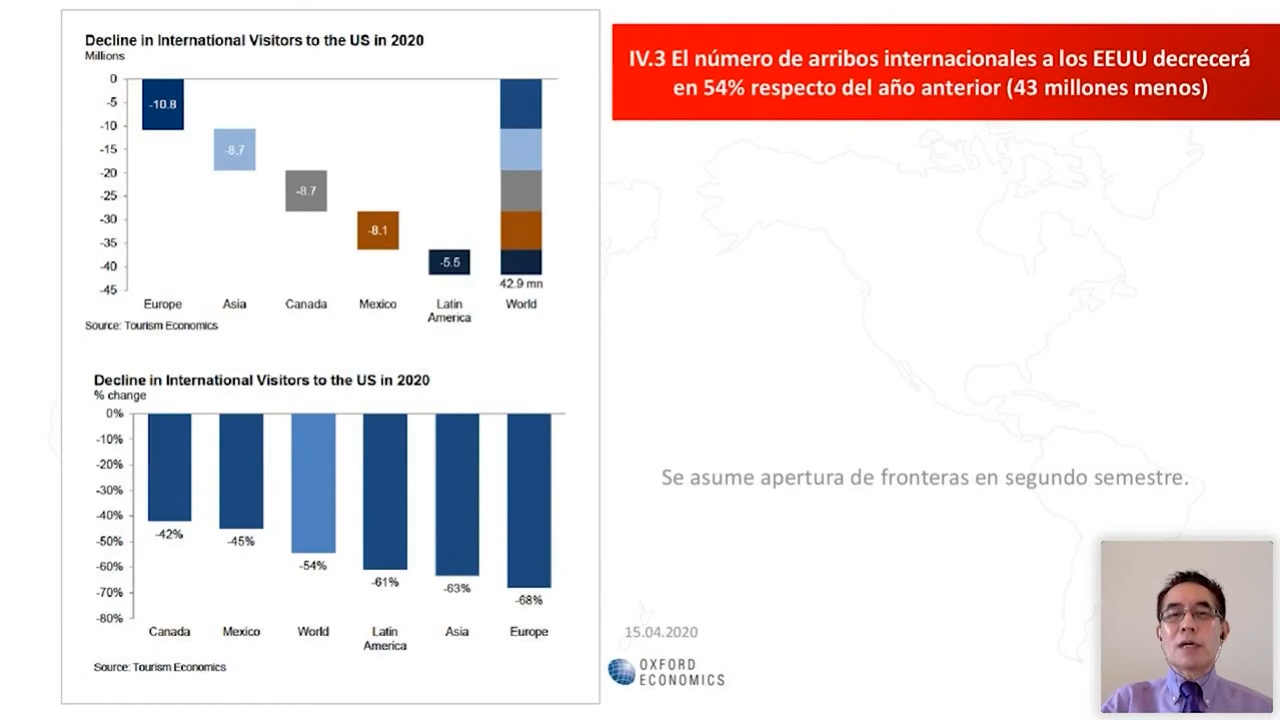 Decline in International Visitors to the US in 2020
Millions
0
-5
-10
-15
-20
-25
-30
-35
-40
-45
-10.8
-8.7
-8.7
-8.1
-5.5
42.9 mn
Europe
Asia
Canada
Mexico
Latin
America
World
Source: Tourism Economics
Decline in International Visitors to the US in 2020
% change
0%
-10%
-20%
-30%
-40%
-50%
-60%
-70%
-80%
-42%
-45%
-54%
-61%
-63%
-68%
Canada
Mexico
World
Latin
America
Asia
Europe
Source: Tourism Economics
IV.3 El número de arribos internacionales a los EEUU decrecerá
en 54% respecto del año anterior (43 millones menos)
Se asume apertura de fronteras en segundo semestre.
15.04.2020
OXFORD
ECONOMICS